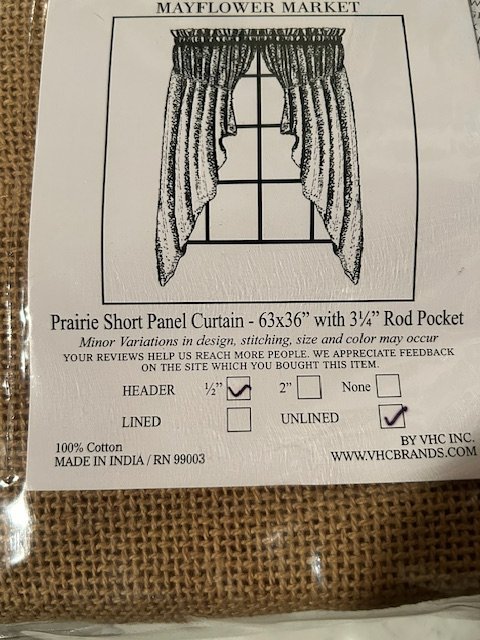 MAYFLOWER MARKET
Prairie Short Panel Curtain - 63x36” with 3¼” Rod Pocket
Minor Variations in design, stitching, size and color may occur
YOUR REVIEWS HELP US REACH MORE PEOPLE. WE APPRECIATE FEEDBACK
ON THE SITE WHICH YOU BOUGHT THIS ITEM.
HEADER ½” 2” None
LINED UNLINED
100% Cotton
MADE IN INDIA / RN 99003
BY VHC INC.
WWW.VHCBRANDS.COM